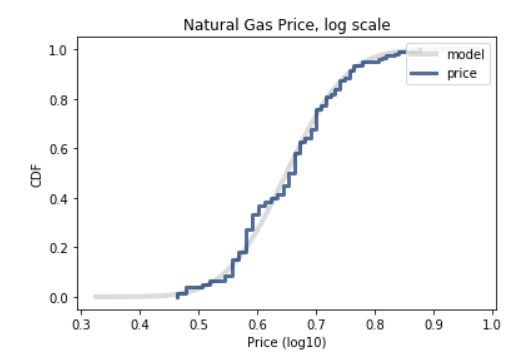 Natural Gas Price, log scale
model
price
CDF
1.0
0.8
0.6
0.4
0.2
0.0
0.3 0.4 0.5 0.6 0.7 0.8 0.9 1.0
Price (log10)